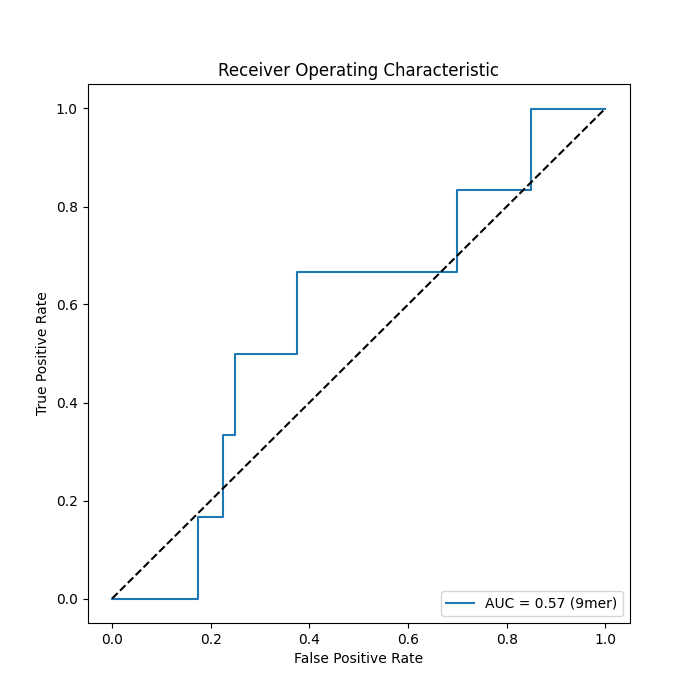 Receiver Operating Characteristic
True Positive Rate
1.0
0.8
0.6
0.4
0.2
0.0
AUC = 0.57 (9mer)
0.0 0.2 0.4 0.6 0.8 1.0
False Positive Rate